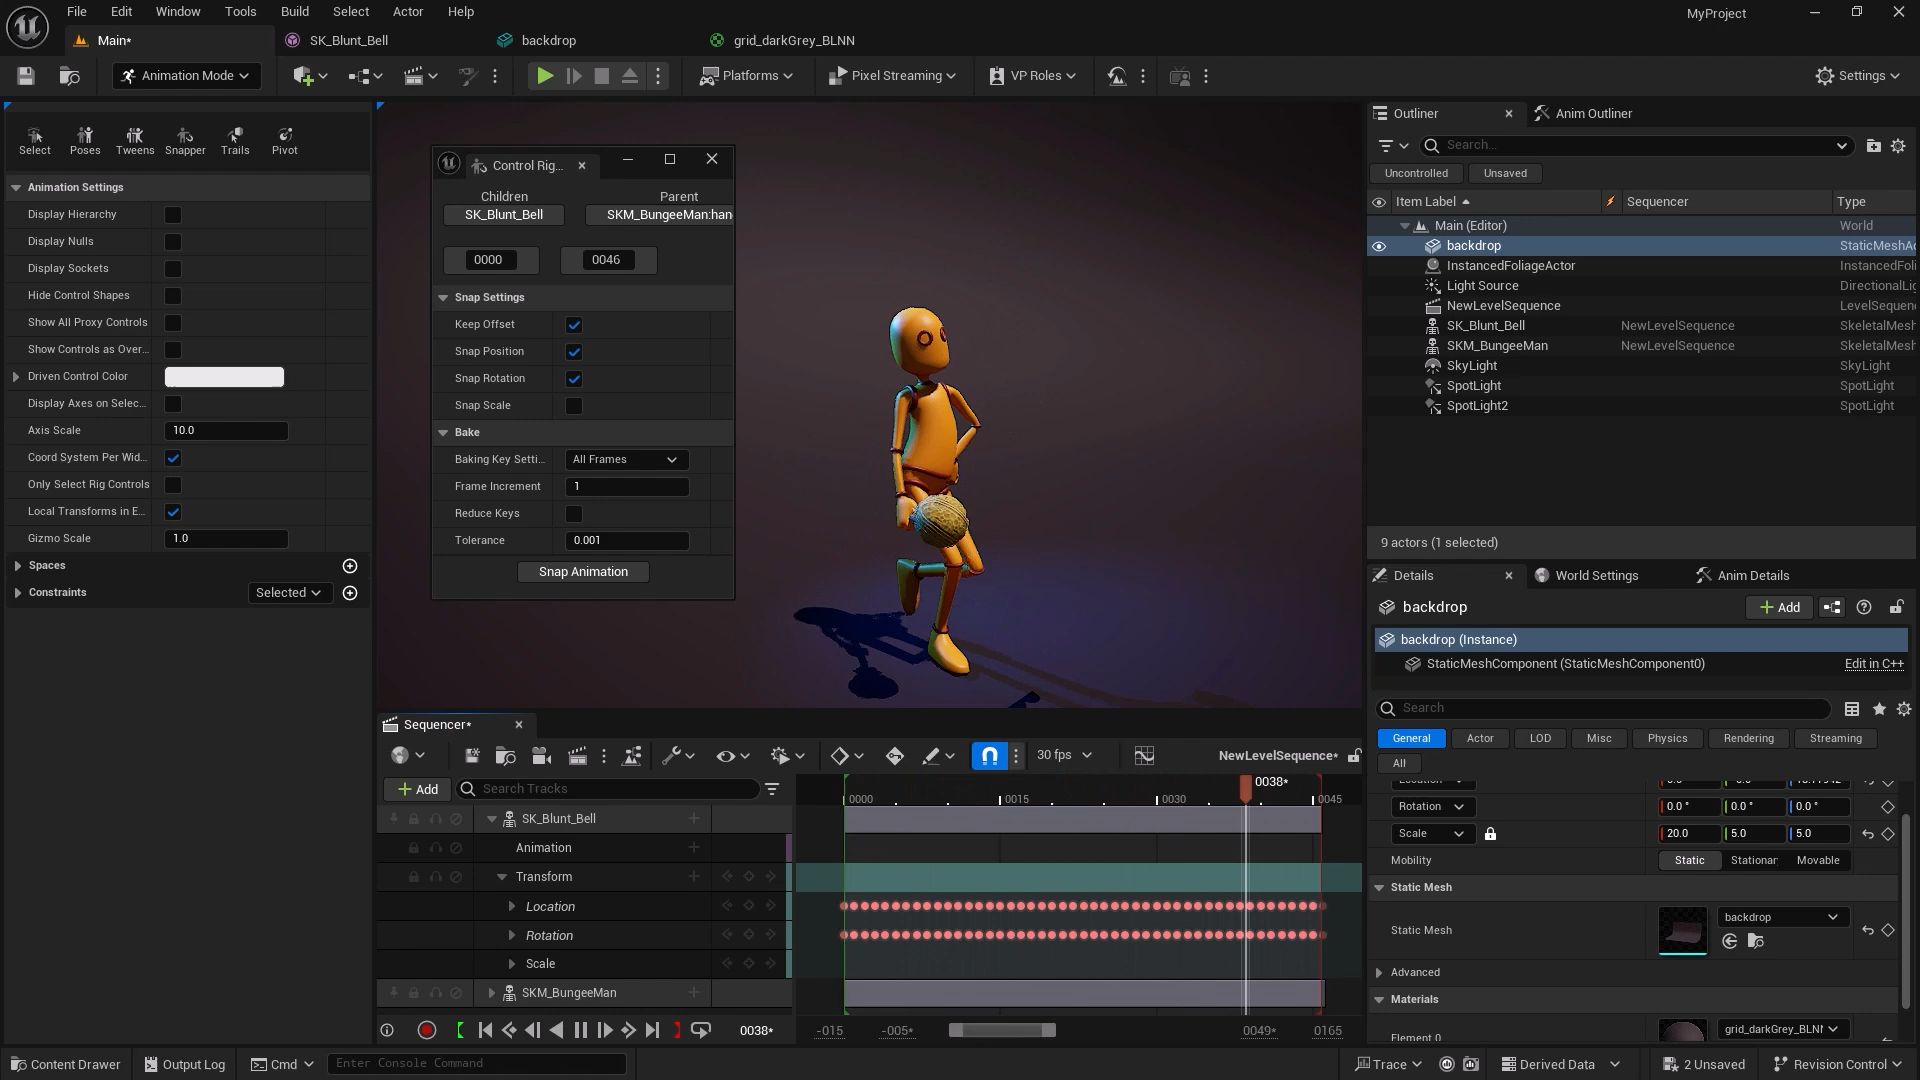 File Edit Window Tools Build Select Actor Help
MyProject
Main*
SK_Blunt_Bell
backdrop
grid_darkGrey_BLNN
Animation Mode
Platforms
Pixel Streaming
VP Roles
Settings
Select
Poses
Tweens
Snapper
Trails
Pivot
Animation Settings
Display Hierarchy
Display Nulls
Display Sockets
Hide Control Shapes
Show All Proxy Controls
Show Controls as Over...
Driven Control Color
Display Axes on Selec...
Axis Scale 10.0
Coord System Per Wid...
Only Select Rig Controls
Local Transforms in E...
Gizmo Scale 1.0
Spaces
Constraints Selected
Control Rig...
Children Parent
SK_Blunt_Bell SKM_BungeeMan:han
0000 0046
Snap Settings
Keep Offset
Snap Position
Snap Rotation
Snap Scale
Bake
Baking Key Setti... All Frames
Frame Increment 1
Reduce Keys
Tolerance 0.001
Snap Animation
Outliner
Anim Outliner
Search...
Uncontrolled Unsaved
Item Label Sequencer Type
Main (Editor) World
backdrop StaticMeshAc
InstancedFoliageActor InstancedFoli
Light Source DirectionalLig
NewLevelSequence LevelSequen
SK_Blunt_Bell NewLevelSequence SkeletalMesh
SKM_BungeeMan NewLevelSequence SkeletalMesh
SkyLight SkyLight
SpotLight SpotLight
SpotLight2 SpotLight
9 actors (1 selected)
Details
World Settings
Anim Details
backdrop
Add
backdrop (Instance)
StaticMeshComponent (StaticMeshComponent0) Edit in C++
Search
General Actor LOD Misc Physics Rendering Streaming
All
Rotation 0.0 ° 0.0 ° 0.0 °
Scale 20.0 5.0 5.0
Mobility Static Stationar Movable
Static Mesh
Static Mesh backdrop
Advanced
Materials
Element 0 grid_darkGrey_BLNN
Sequencer*
30 fps
NewLevelSequence*
Add
Search Tracks
0038*
0000 0015 0030 0045
SK_Blunt_Bell
Animation
Transform
Location
Rotation
Scale
SKM_BungeeMan
0038*
-015 -005* 0049* 0165
Content Drawer
Output Log
Cmd
Enter Console Command
Trace
Derived Data
2 Unsaved
Revision Control